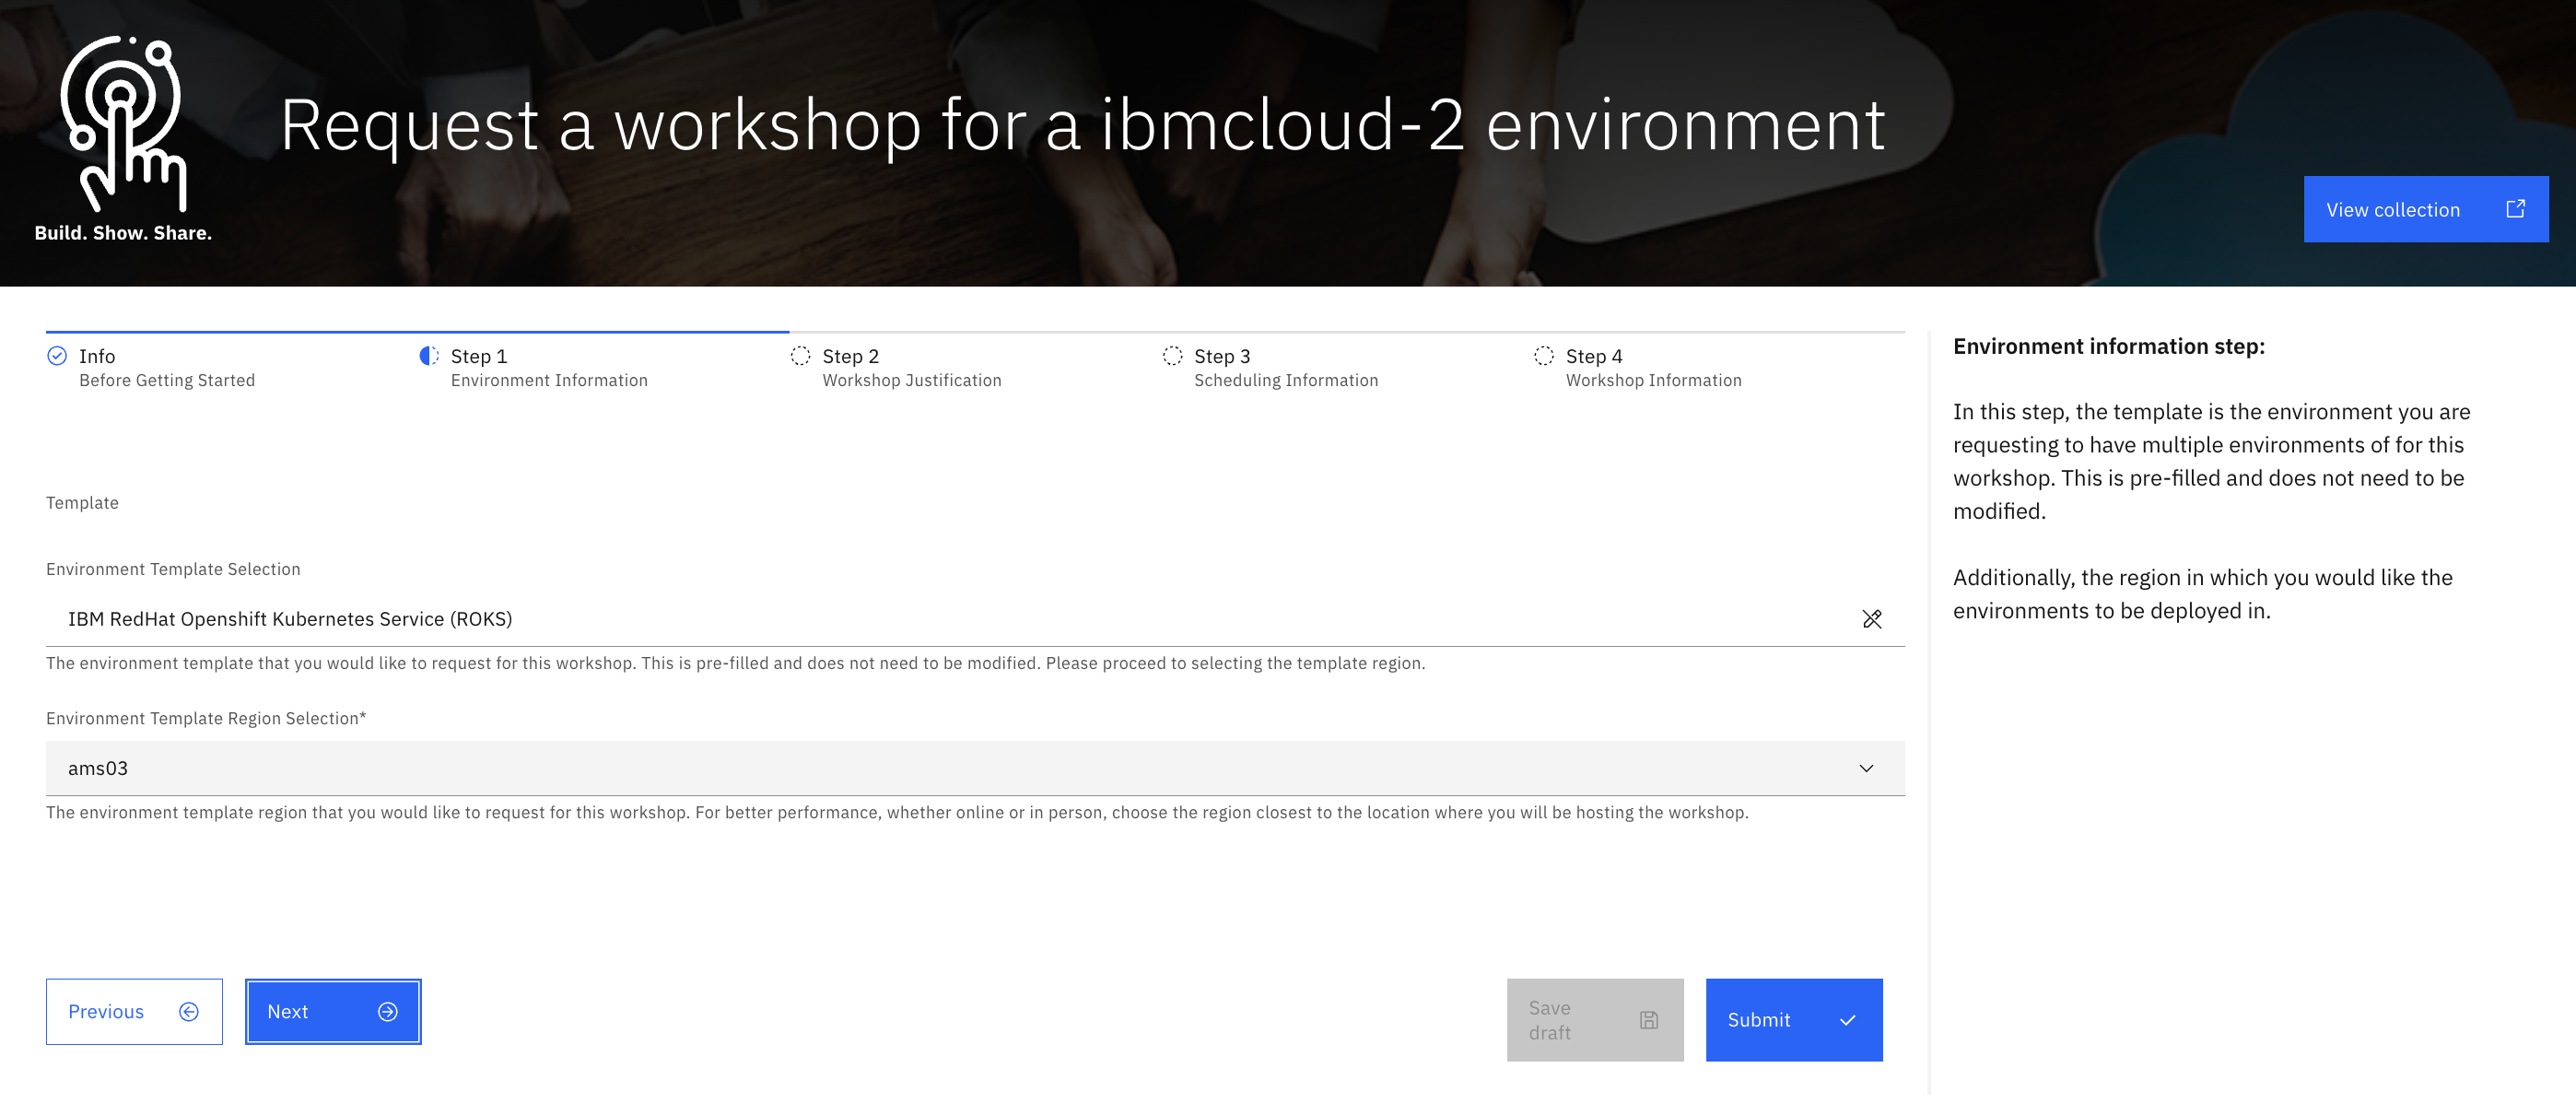 Request a workshop for a ibmcloud-2 environment
Build. Show. Share.
View collection
Info
Before Getting Started
Step 1
Environment Information
Step 2
Workshop Justification
Step 3
Scheduling Information
Step 4
Workshop Information
Template
Environment Template Selection
IBM RedHat Openshift Kubernetes Service (ROKS)
The environment template that you would like to request for this workshop. This is pre-filled and does not need to be modified. Please proceed to selecting the template region.
Environment Template Region Selection*
ams03
The environment template region that you would like to request for this workshop. For better performance, whether online or in person, choose the region closest to the location where you will be hosting the workshop.
Previous
Next
Save
draft
Submit
Environment information step:
In this step, the template is the environment you are
requesting to have multiple environments of for this
workshop. This is pre-filled and does not need to be
modified.
Additionally, the region in which you would like the
environments to be deployed in.